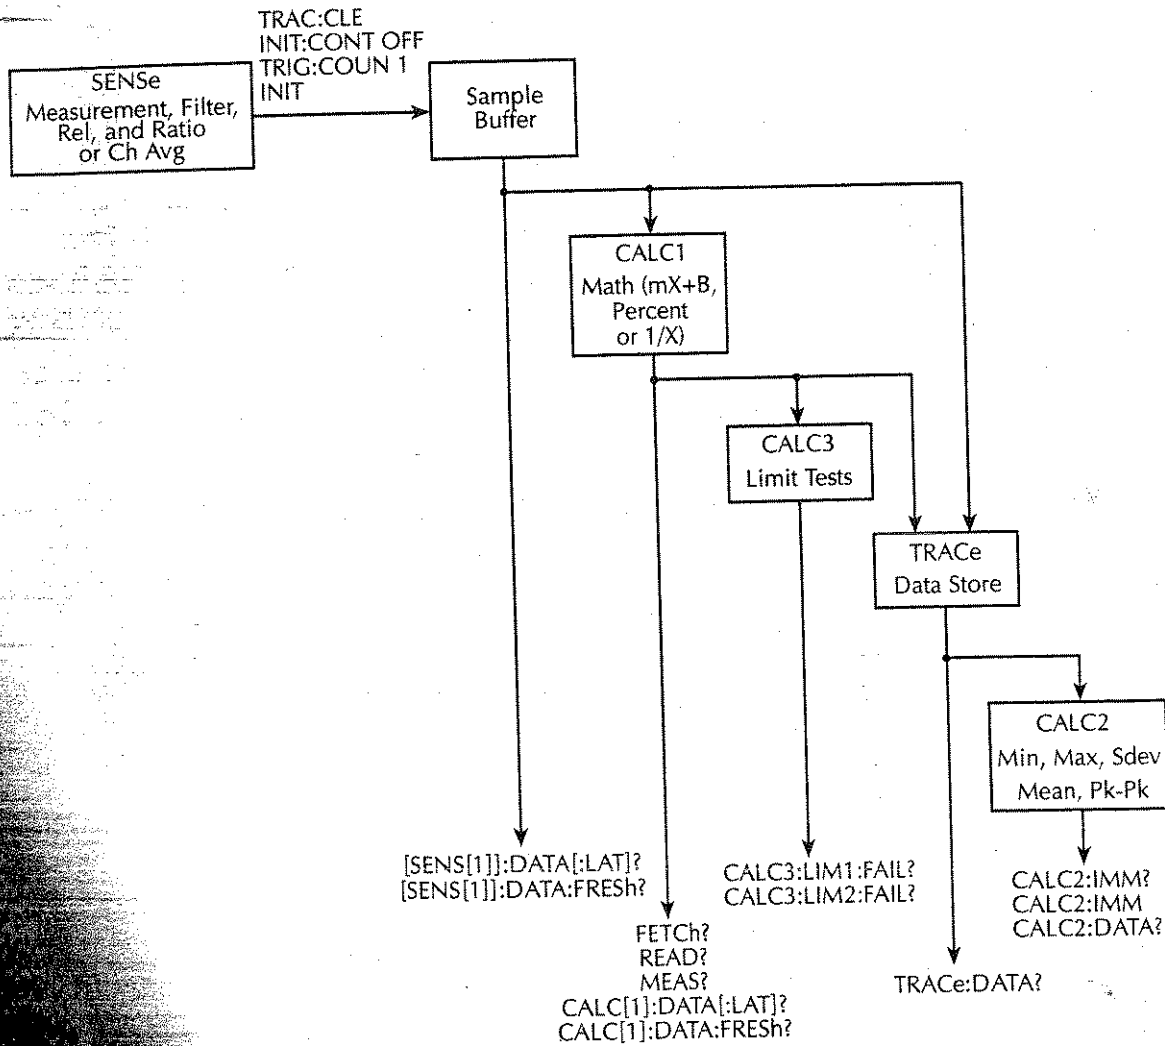 TRAC:CLE
INIT:CONT OFF
TRIG:COUN 1
INIT
SENSe
Measurement, Filter,
Rel, and Ratio
or Ch Avg
Sample
Buffer
CALC1
Math (mX+B,
Percent
or 1/X)
CALC3
Limit Tests
TRACe
Data Store
CALC2
Min, Max, Sdev
Mean, Pk-Pk
[SENS[1]]:DATA[:LAT]?
[SENS[1]]:DATA:FRESh?
CALC3:LIM1:FAIL?
CALC3:LIM2:FAIL?
CALC2:IMM?
CALC2:IMM
CALC2:DATA?
FETCh?
READ?
MEAS?
CALC[1]:DATA[:LAT]?
CALC[1]:DATA:FRESh?
TRACe:DATA?